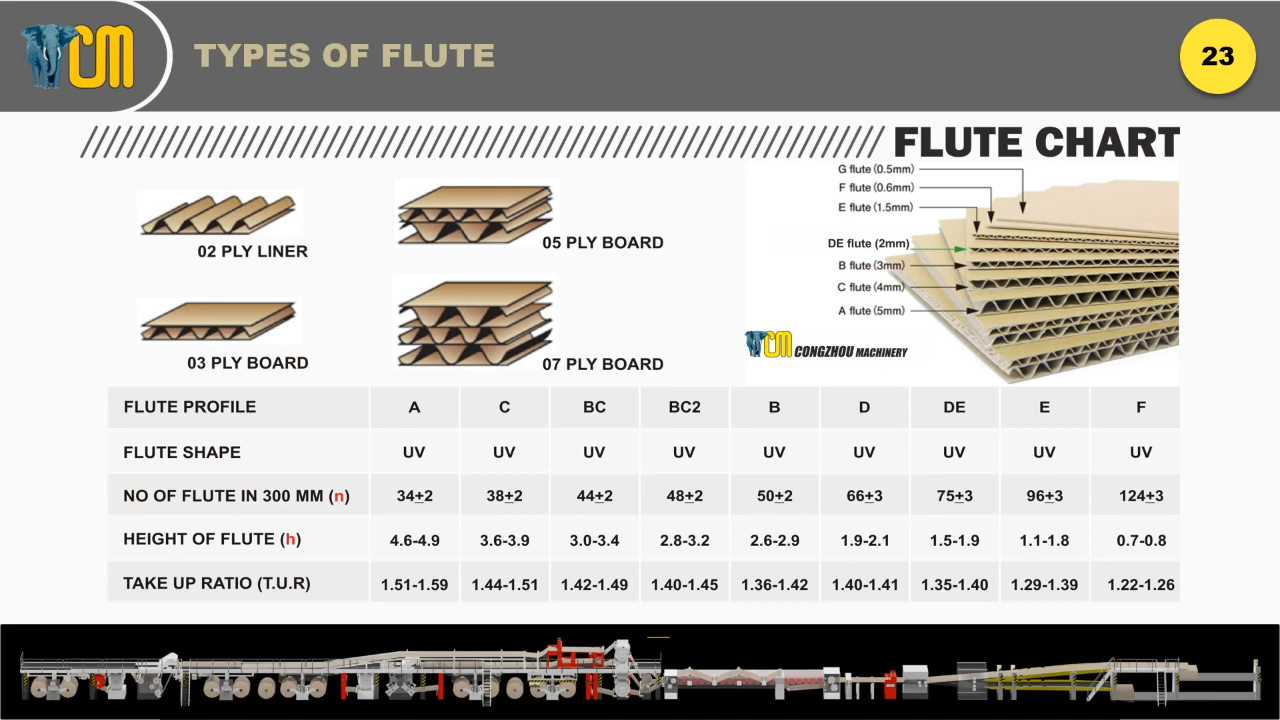 CM
TYPES OF FLUTE
23
FLUTE CHART
G flute (0.5mm)
F flute (0.6mm)
E flute (1.5mm)
DE flute (2mm)
B flute (3mm)
C flute (4mm)
A flute (5mm)
02 PLY LINER
05 PLY BOARD
03 PLY BOARD
07 PLY BOARD
CM CONGZHOU MACHINERY
FLUTE PROFILE A C BC BC2 B D DE E F
FLUTE SHAPE UV UV UV UV UV UV UV UV UV
NO OF FLUTE IN 300 MM (n) 34±2 38±2 44±2 48±2 50±2 66±3 75±3 96±3 124±3
HEIGHT OF FLUTE (h) 4.6-4.9 3.6-3.9 3.0-3.4 2.8-3.2 2.6-2.9 1.9-2.1 1.5-1.9 1.1-1.8 0.7-0.8
TAKE UP RATIO (T.U.R) 1.51-1.59 1.44-1.51 1.42-1.49 1.40-1.45 1.36-1.42 1.40-1.41 1.35-1.40 1.29-1.39 1.22-1.26